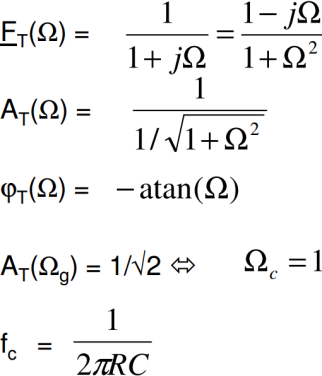 F_T(Ω) = 1/(1+ jΩ) = (1− jΩ)/(1+Ω²)
A_T(Ω) = 1/(1/√(1+Ω²))
φ_T(Ω) = −atan(Ω)
A_T(Ω_g) = 1/√2 ⇔ Ω_c = 1
f_c = 1/(2πRC)